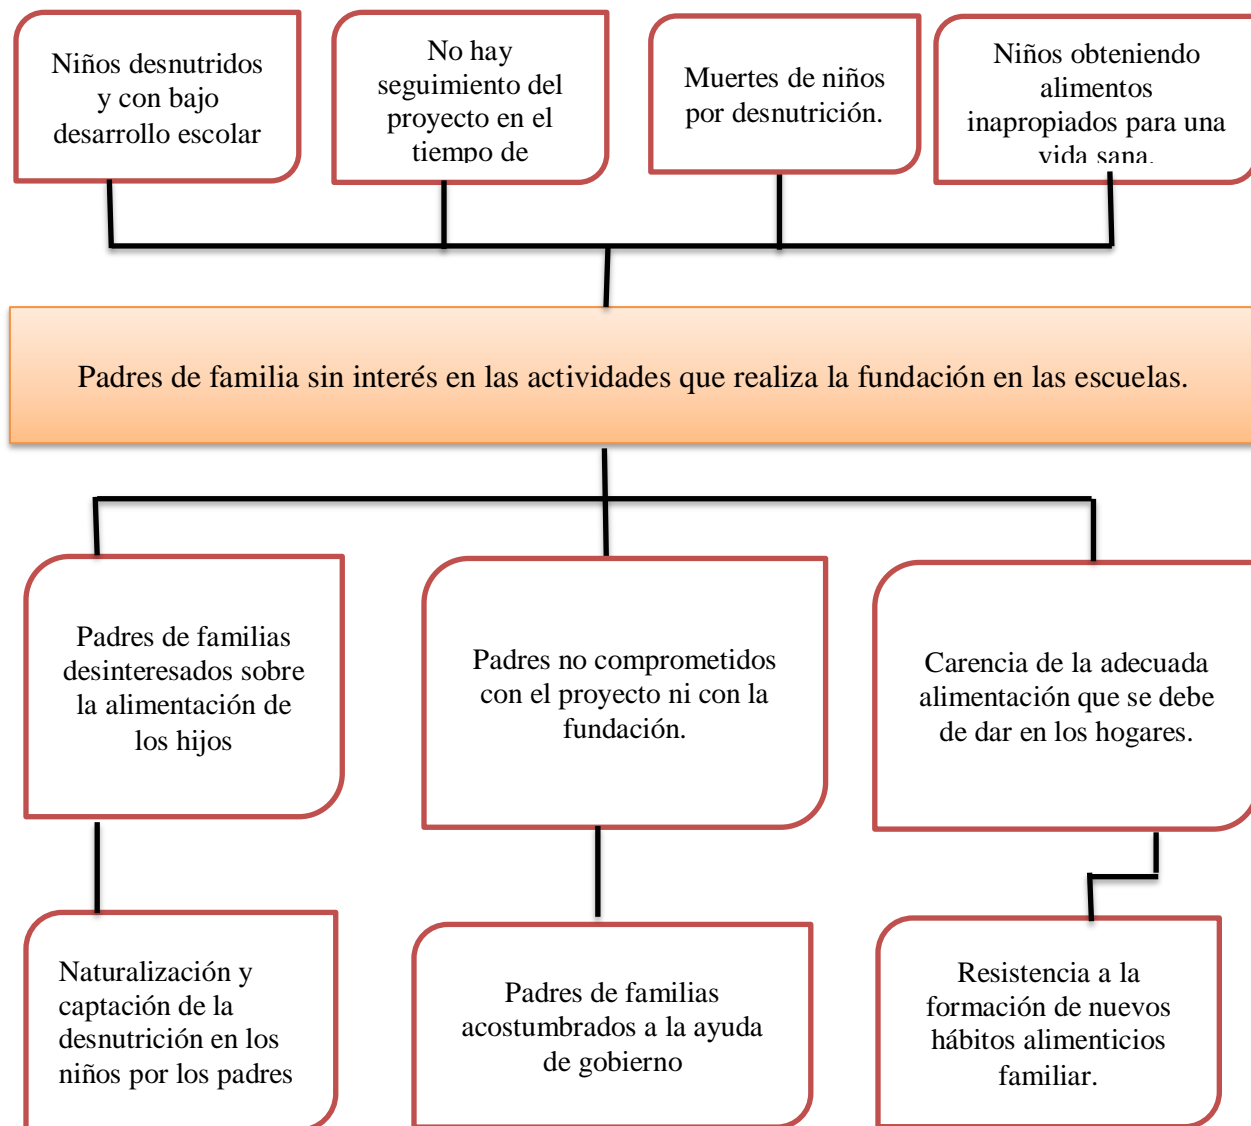 Niños desnutridos
y con bajo
desarrollo escolar
No hay
seguimiento del
proyecto en el
tiempo de
Muertes de niños
por desnutrición.
Niños obteniendo
alimentos
inapropiados para una
vida sana.
Padres de familia sin interés en las actividades que realiza la fundación en las escuelas.
Padres de familias
desinteresados sobre
la alimentación de
los hijos
Padres no comprometidos
con el proyecto ni con la
fundación.
Carencia de la adecuada
alimentación que se debe
de dar en los hogares.
Naturalización y
captación de la
desnutrición en los
niños por los padres
Padres de familias
acostumbrados a la ayuda
de gobierno
Resistencia a la
formación de nuevos
hábitos alimenticios
familiar.